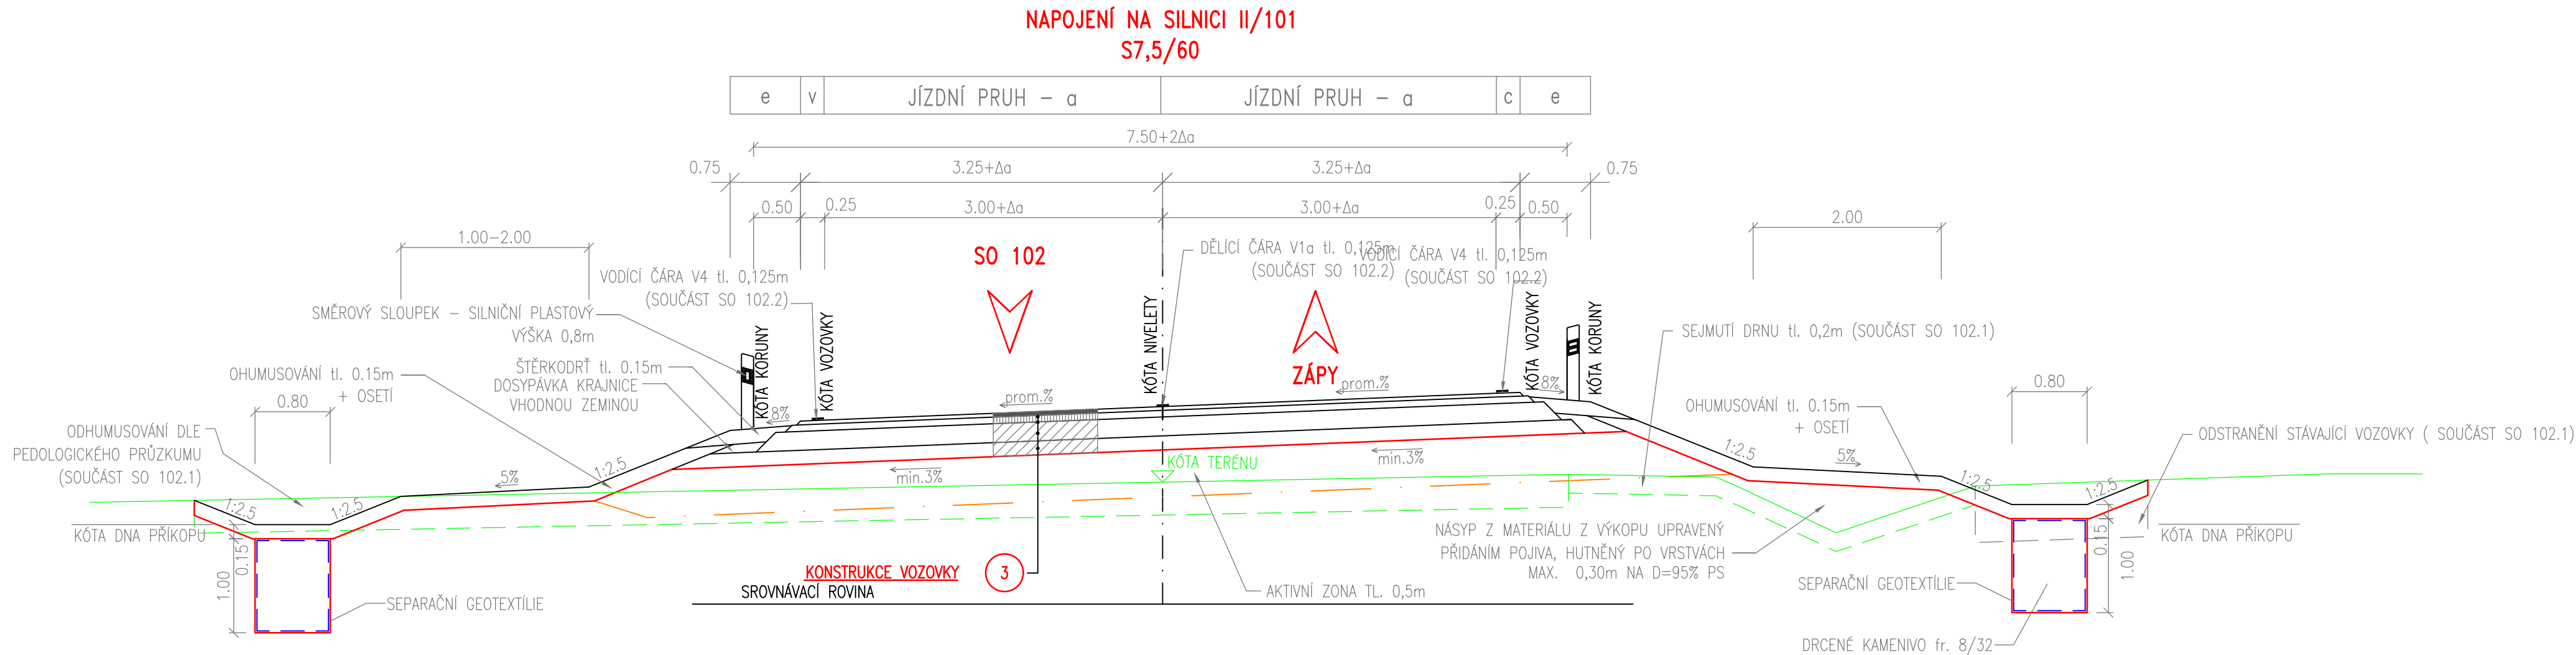 NAPOJENÍ NA SILNICI II/101
S7,5/60
e
v
JÍZDNÍ PRUH – a
JÍZDNÍ PRUH – a
c
e
7.50+2Δa
0.75
3.25+Δa
3.25+Δa
0.75
0.50
0.25
3.00+Δa
3.00+Δa
0.25
0.50
1.00–2.00
2.00
SO 102
ZÁPY
DĚLÍCÍ ČÁRA V1a tl. 0,125m
(SOUČÁST SO 102.2)
VODÍCÍ ČÁRA V4 tl. 0,125m
(SOUČÁST SO 102.2)
VODÍCÍ ČÁRA V4 tl. 0,125m
(SOUČÁST SO 102.2)
SMĚROVÝ SLOUPEK – SILNIČNÍ PLASTOVÝ
VÝŠKA 0,8m
ŠTĚRKODRŤ tl. 0.15m
DOSYPÁVKA KRAJNICE
VHODNOU ZEMINOU
OHUMUSOVÁNÍ tl. 0.15m
+ OSETÍ
0.80
ODHUMUSOVÁNÍ DLE
PEDOLOGICKÉHO PRŮZKUMU
(SOUČÁST SO 102.1)
KÓTA KORUNY
KÓTA VOZOVKY
KÓTA NIVELETY
KÓTA VOZOVKY
KÓTA KORUNY
SEJMUTÍ DRNU tl. 0,2m (SOUČÁST SO 102.1)
0.80
OHUMUSOVÁNÍ tl. 0.15m
+ OSETÍ
ODSTRANĚNÍ STÁVAJÍCÍ VOZOVKY ( SOUČÁST SO 102.1)
8%
prom.%
prom.%
8%
1:2.5
1:2.5
5%
1:2.5
min.3%
min.3%
KÓTA TERÉNU
1:2.5
5%
1:2.5
1:2.5
KÓTA DNA PŘÍKOPU
KÓTA DNA PŘÍKOPU
0.15
1.00
0.15
1.00
NÁSYP Z MATERIÁLU Z VÝKOPU UPRAVENÝ
PŘIDÁNÍM POJIVA, HUTNĚNÝ PO VRSTVÁCH
MAX. 0,30m NA D=95% PS
KONSTRUKCE VOZOVKY
3
SROVNÁVACÍ ROVINA
AKTIVNÍ ZONA TL. 0,5m
SEPARAČNÍ GEOTEXTÍLIE
SEPARAČNÍ GEOTEXTÍLIE
DRCENÉ KAMENIVO fr. 8/32